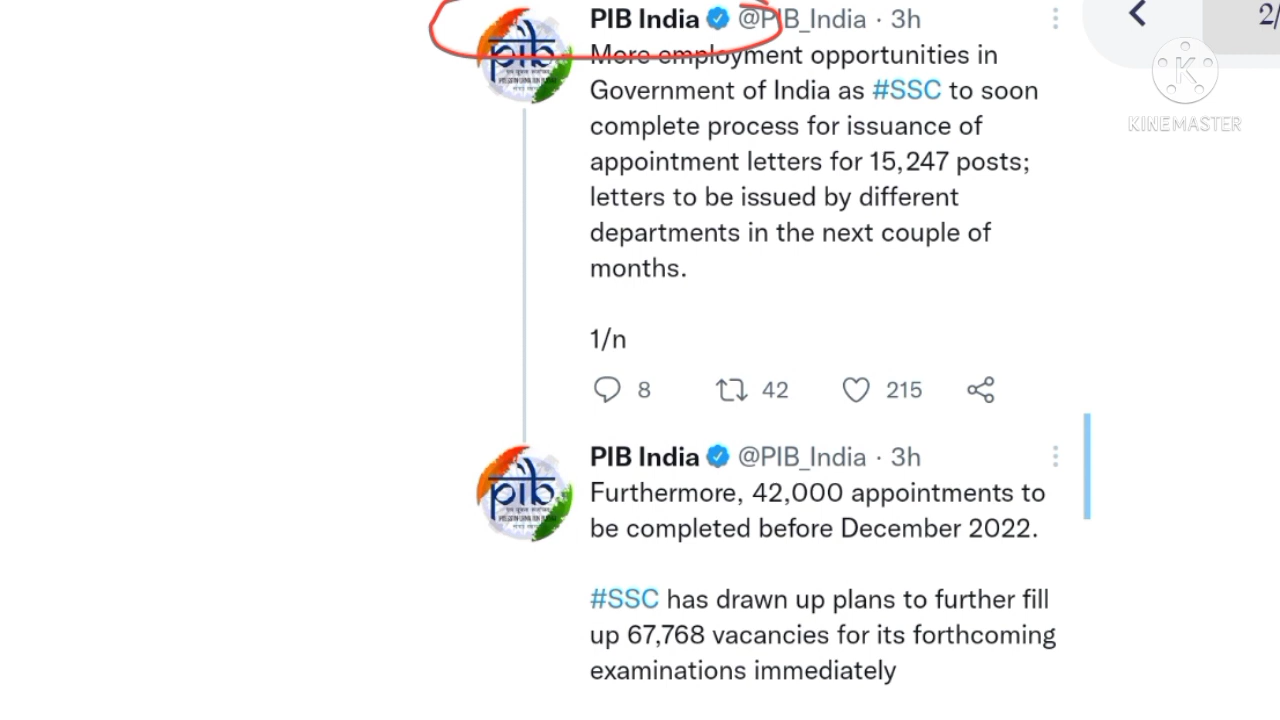 PIB India @PIB_India · 3h
More employment opportunities in
Government of India as #SSC to soon
complete process for issuance of
appointment letters for 15,247 posts;
letters to be issued by different
departments in the next couple of
months.
1/n
8 42 215
PIB India @PIB_India · 3h
Furthermore, 42,000 appointments to
be completed before December 2022.
#SSC has drawn up plans to further fill
up 67,768 vacancies for its forthcoming
examinations immediately
2/
K
KINEMASTER
pib
pib